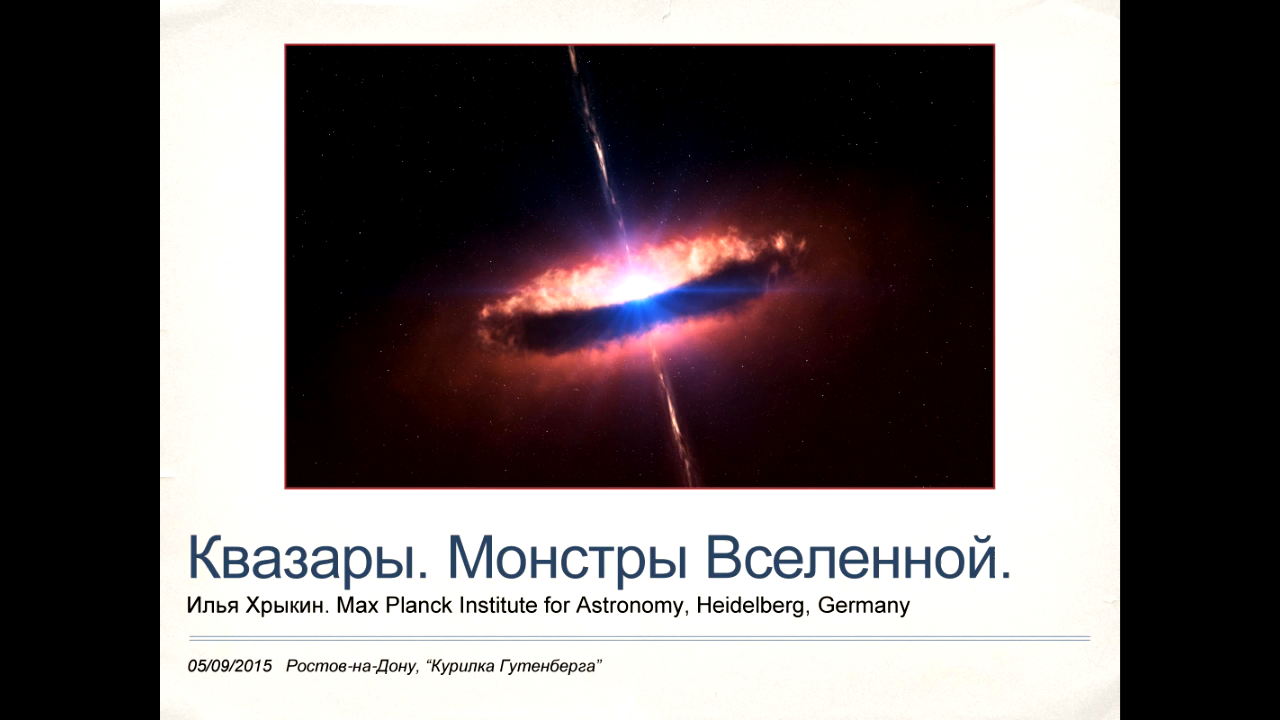 Квазары. Монстры Вселенной.
Илья Хрыкин. Max Planck Institute for Astronomy, Heidelberg, Germany
05/09/2015 Ростов-на-Дону, “Курилка Гутенберга”